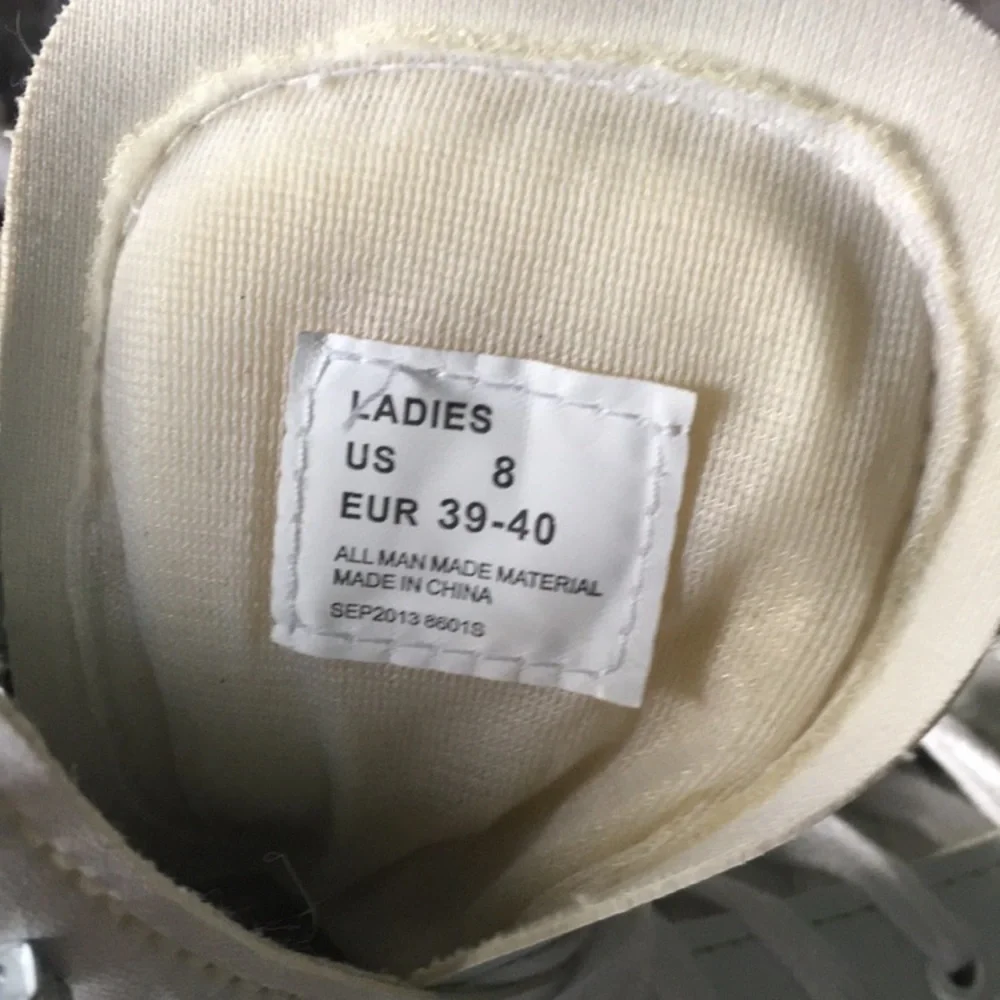 LADIES
US 8
EUR 39-40
ALL MAN MADE MATERIAL
MADE IN CHINA
SEP2013 8601S